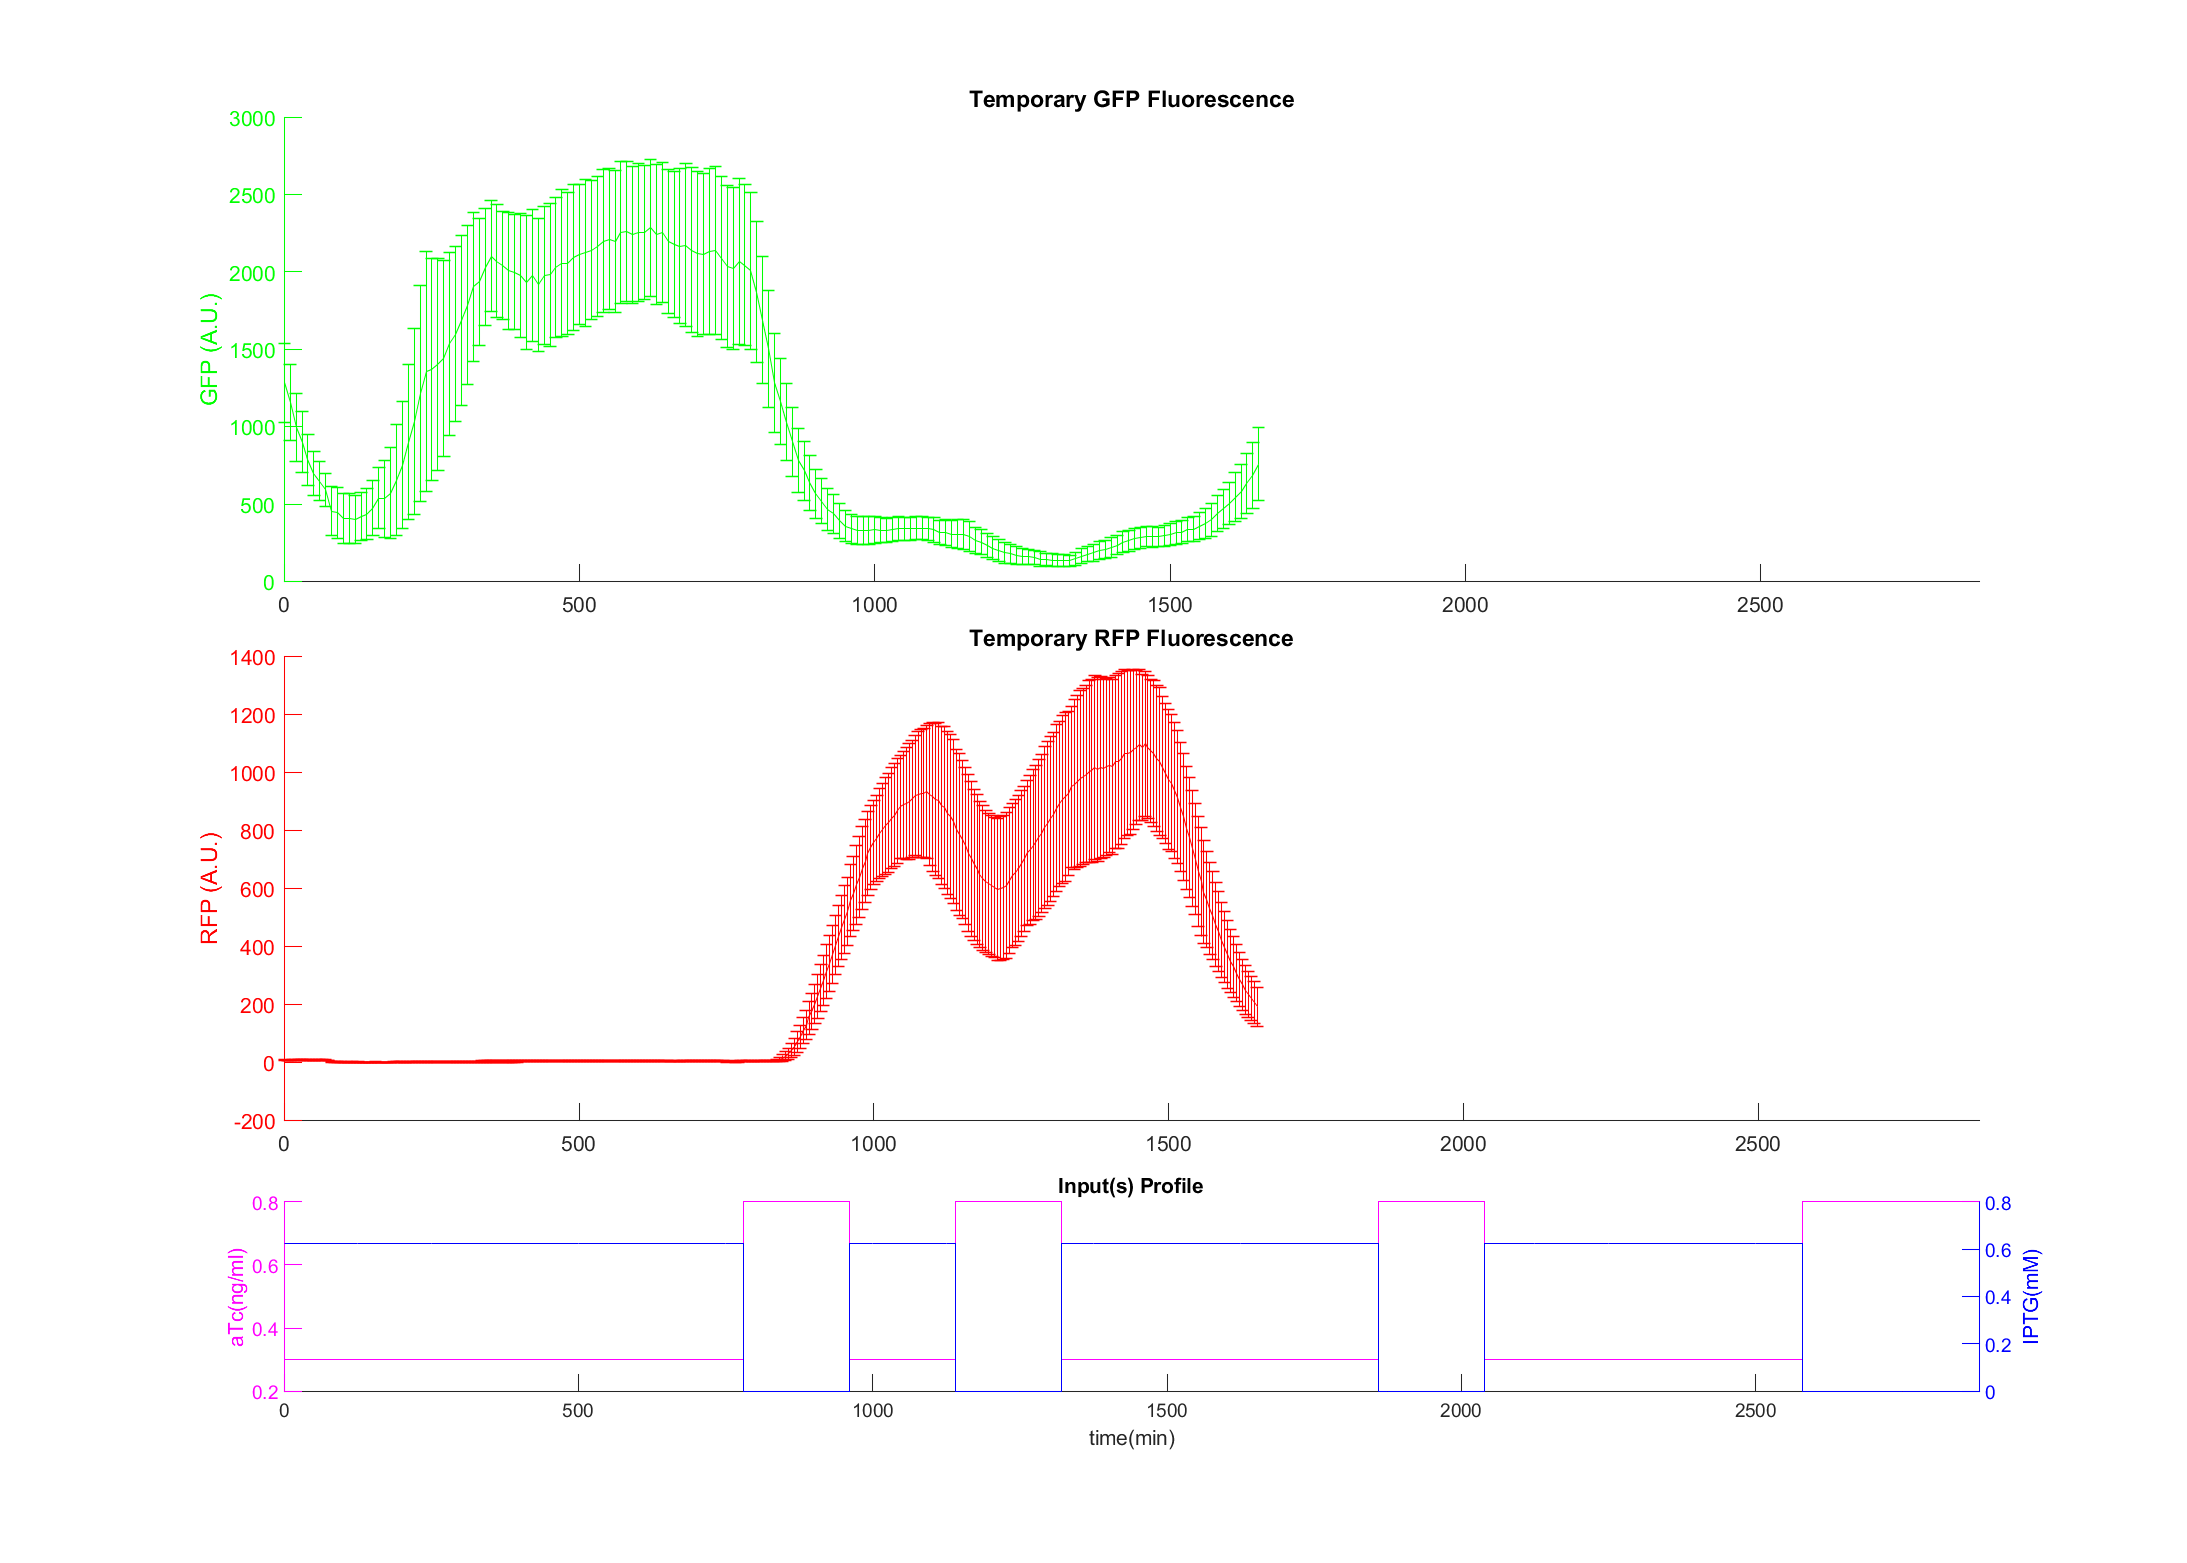 Temporary GFP Fluorescence
3000
2500
2000
1500
1000
500
0
GFP (A.U.)
0 500 1000 1500 2000 2500
Temporary RFP Fluorescence
1400
1200
1000
800
600
400
200
0
-200
RFP (A.U.)
0 500 1000 1500 2000 2500
Input(s) Profile
0.8
0.6
0.4
0.2
aTc(ng/ml)
0.8
0.6
0.4
0.2
0
IPTG(mM)
0 500 1000 1500 2000 2500
time(min)